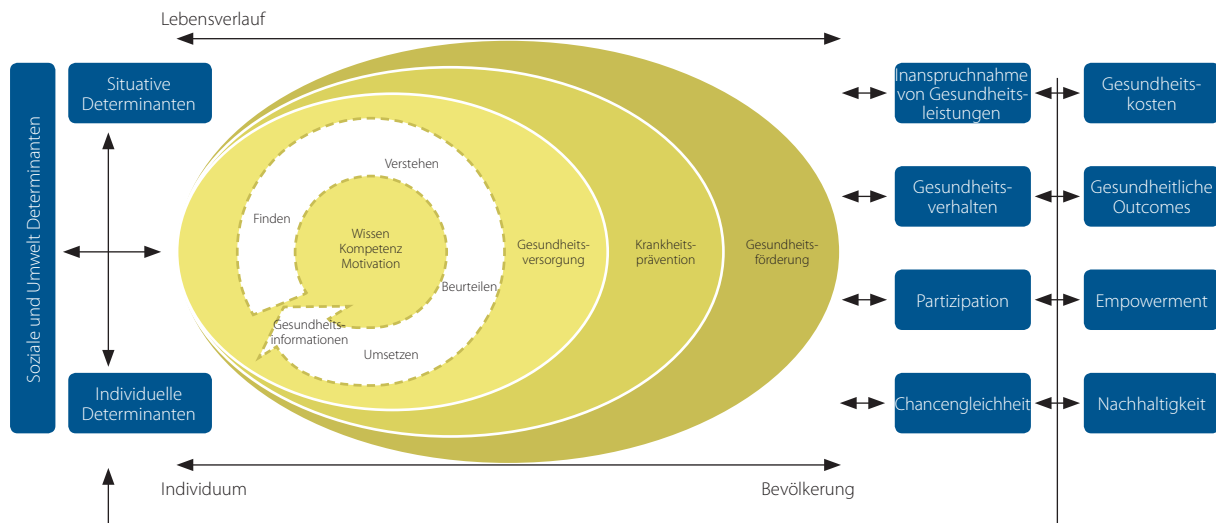 Lebensverlauf
Soziale und Umwelt Determinanten
Situative
Determinanten
Individuelle
Determinanten
Finden
Verstehen
Wissen
Kompetenz
Motivation
Beurteilen
Gesundheits-
informationen
Umsetzen
Gesundheits-
versorgung
Krankheits-
prävention
Gesundheits-
förderung
Inanspruchnahme
von Gesundheits-
leistungen
Gesundheits-
kosten
Gesundheits-
verhalten
Gesundheitliche
Outcomes
Partizipation
Empowerment
Chancengleichheit
Nachhaltigkeit
Individuum
Bevölkerung